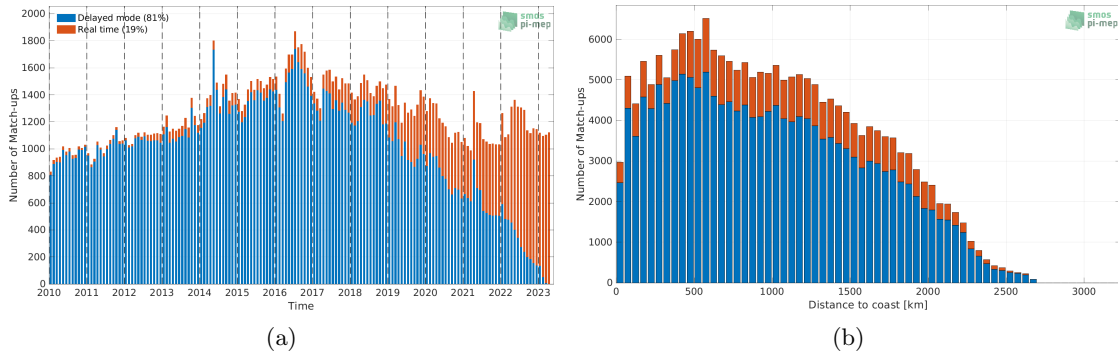 Delayed mode (81%)
Real time (19%)
smos
pi-mep
Number of Match-ups
1800
1600
1400
1200
1000
800
600
400
200
0
2010 2011 2012 2013 2014 2015 2016 2017 2018 2019 2020 2021 2022 2023
Time
(a)
smos
pi-mep
Number of Match-ups
6000
5000
4000
3000
2000
1000
0
0 500 1000 1500 2000 2500 3000
Distance to coast [km]
(b)